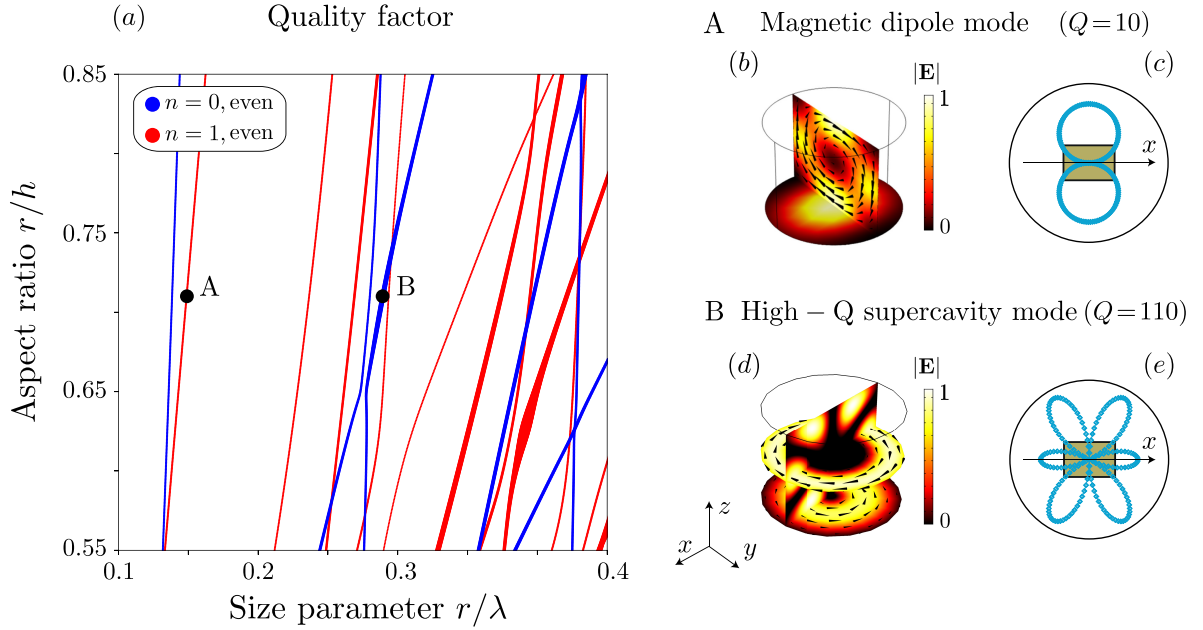 (a) Quality factor
0.85
0.75
0.65
0.55
Aspect ratio r/h
n = 0, even
n = 1, even
A
B
0.1
0.2
0.3
0.4
Size parameter r/λ
A Magnetic dipole mode (Q=10)
(b)
|E|
1
0
(c)
x
B High − Q supercavity mode (Q=110)
(d)
|E|
1
0
z
x
y
(e)
x